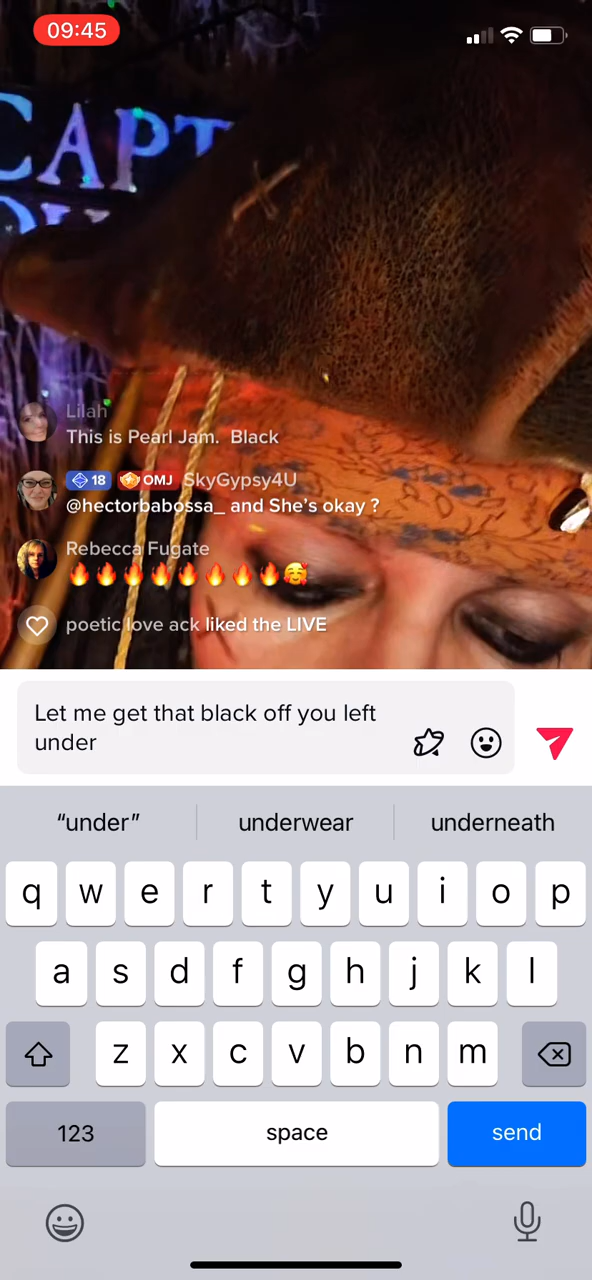 09:45
CAPT
Lilah
This is Pearl Jam.  Black
18 OMJ SkyGypsy4U
@hectorbabossa_ and She’s okay ?
Rebecca Fugate
🔥🔥🔥🔥🔥🔥🔥🔥🥰
poetic love ack liked the LIVE
Let me get that black off you left
under
“under” underwear underneath
q w e r t y u i o p
a s d f g h j k l
z x c v b n m
123 space send